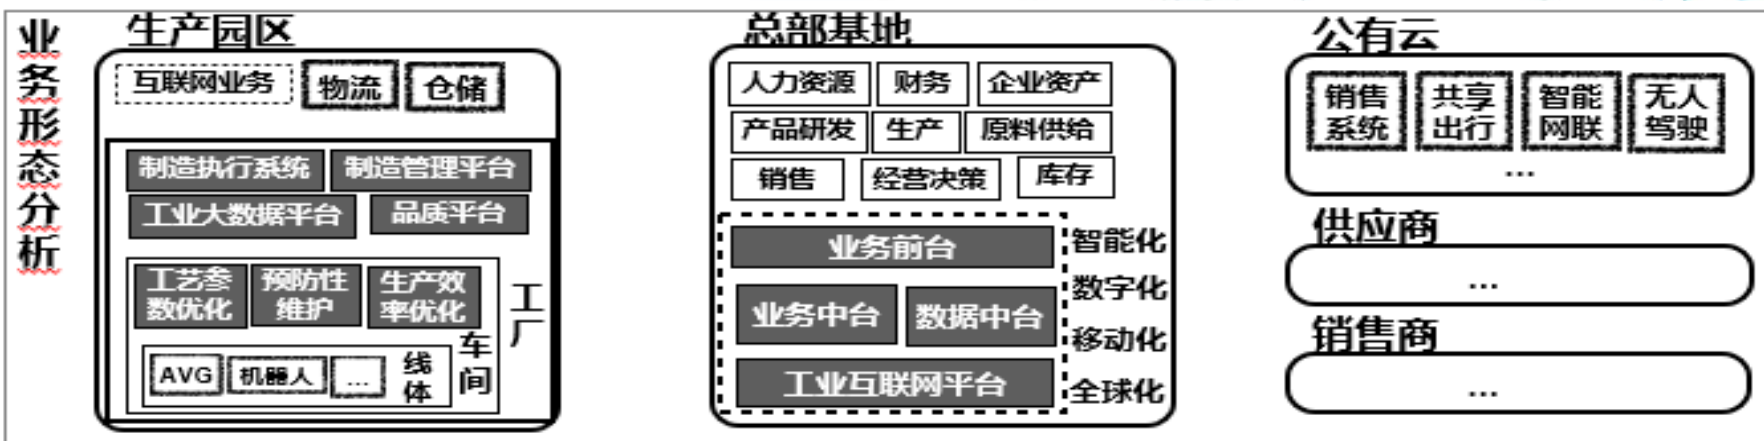 业务形态分析
生产园区
互联网业务 物流 仓储
制造执行系统 制造管理平台
工业大数据平台 品质平台
工艺参数优化 预防性维护 生产效率优化
工厂
车间
AVG 机器人 ... 线体
总部基地
人力资源 财务 企业资产
产品研发 生产 原料供给
销售 经营决策 库存
业务前台
业务中台 数据中台
工业互联网平台
智能化
数字化
移动化
全球化
公有云
销售系统 共享出行 智能网联 无人驾驶
...
供应商
...
销售商
...